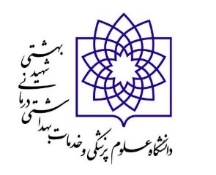 دانشگاه علوم پزشکی و خدمات بهداشتی درمانی شهید بهشتی